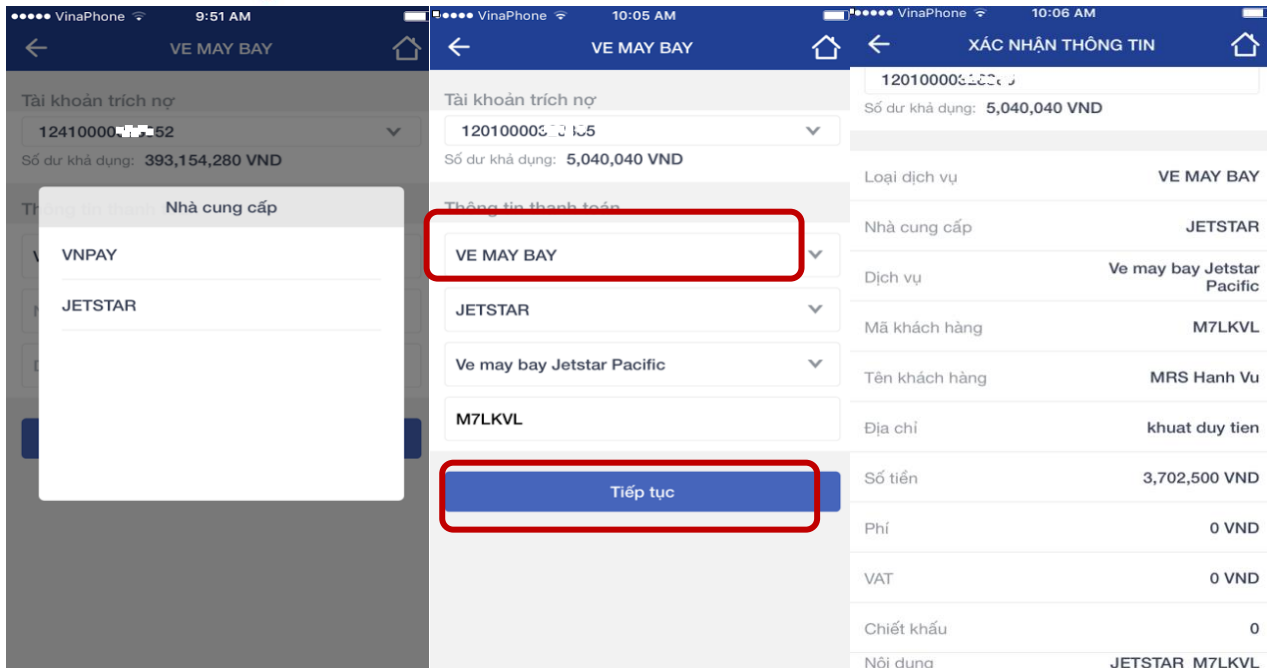 VinaPhone 9:51 AM
VE MAY BAY
Tài khoản trích nợ
Số dư khả dụng: 393,154,280 VND
Nhà cung cấp
VNPAY
JETSTAR
VinaPhone 10:05 AM
VE MAY BAY
Tài khoản trích nợ
Số dư khả dụng: 5,040,040 VND
Thông tin thanh toán
VE MAY BAY
JETSTAR
Ve may bay Jetstar Pacific
M7LKVL
Tiếp tục
VinaPhone 10:06 AM
XÁC NHẬN THÔNG TIN
Số dư khả dụng: 5,040,040 VND
Loại dịch vụ VE MAY BAY
Nhà cung cấp JETSTAR
Dịch vụ Ve may bay Jetstar
Pacific
Mã khách hàng M7LKVL
Tên khách hàng MRS Hanh Vu
Địa chỉ khuat duy tien
Số tiền 3,702,500 VND
Phí 0 VND
VAT 0 VND
Chiết khấu 0
Nội dung JETSTAR M7LKVL